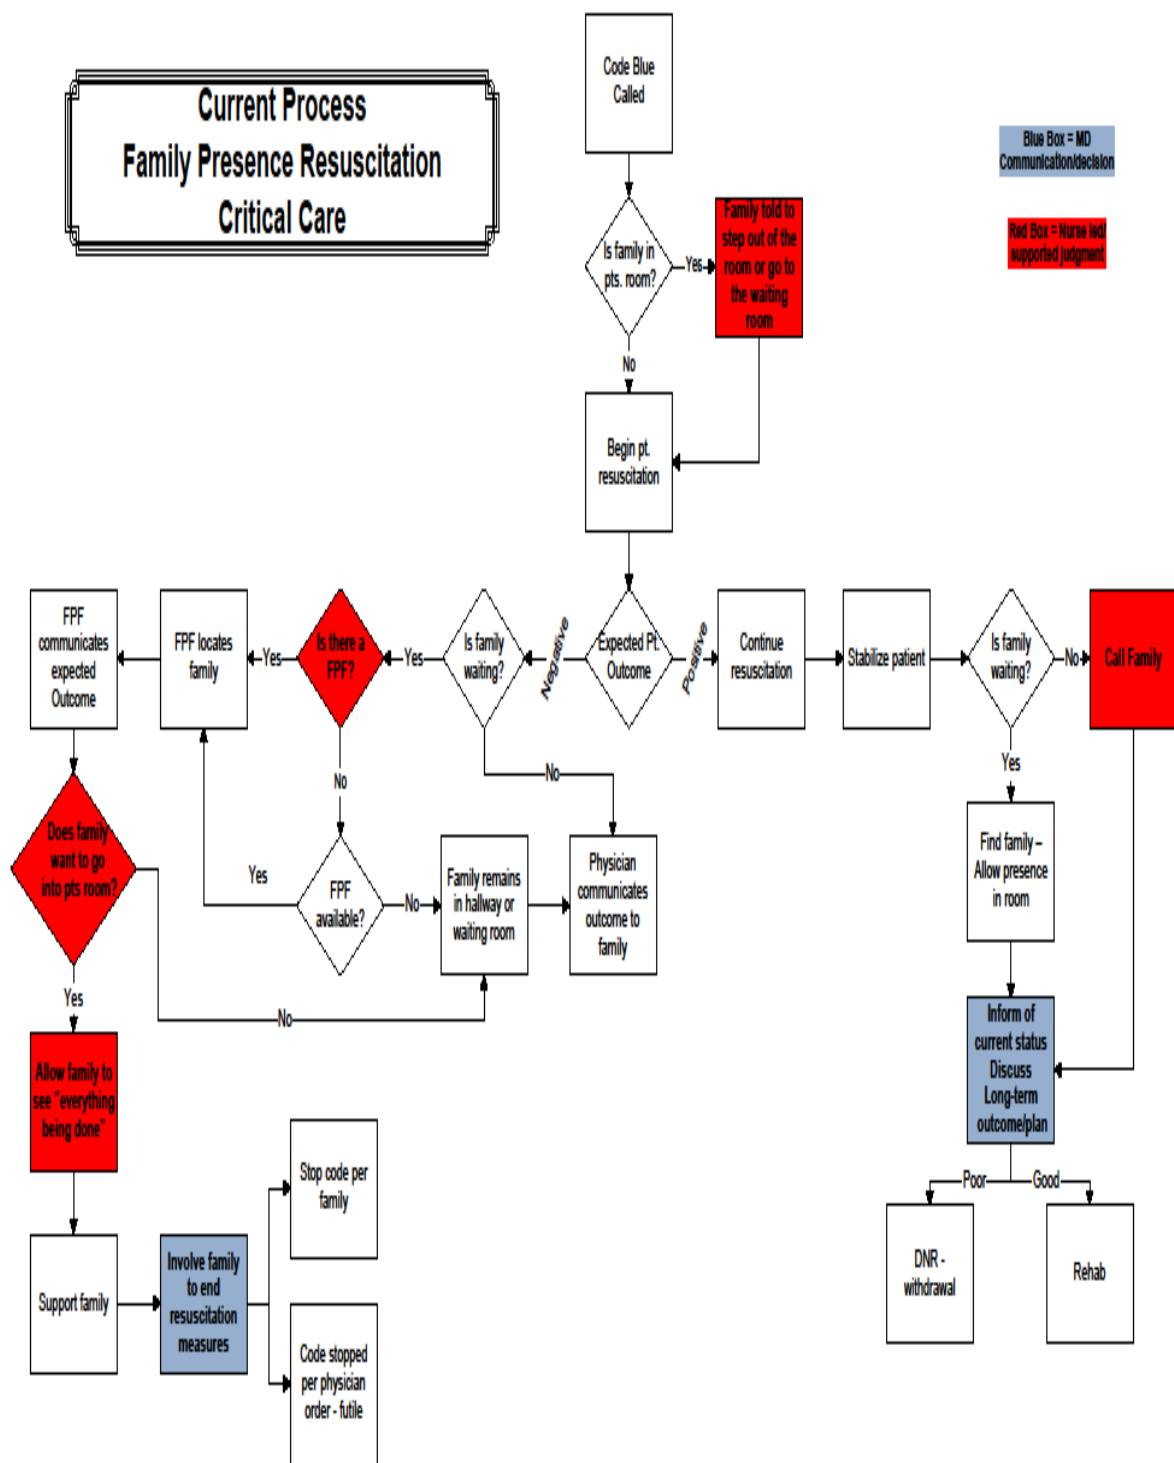 Current Process
Family Presence Resuscitation
Critical Care
Code Blue
Called
Blue Box = MD
Communication/decision
Red Box = Nurse led/
supported judgment
Is family in
pts. room?
Yes
Family told to
step out of the
room or go to
the waiting
room
No
Begin pt.
resuscitation
FPF
communicates
expected
Outcome
FPF locates
family
Yes
Is there a
FPF?
Yes
Is family
waiting?
Negative
Expected Pt.
Outcome
Positive
Continue
resuscitation
Stabilize patient
Is family
waiting?
No
Call Family
No
No
Yes
Does family
want to go
into pts room?
Yes
FPF
available?
No
Family remains
in hallway or
waiting room
Physician
communicates
outcome to
family
Find family –
Allow presence
in room
Yes
No
Inform of
current status
Discuss
Long-term
outcome/plan
Allow family to
see "everything
being done"
Poor
Good
Stop code per
family
DNR -
withdrawal
Rehab
Support family
Involve family
to end
resuscitation
measures
Code stopped
per physician
order - futile